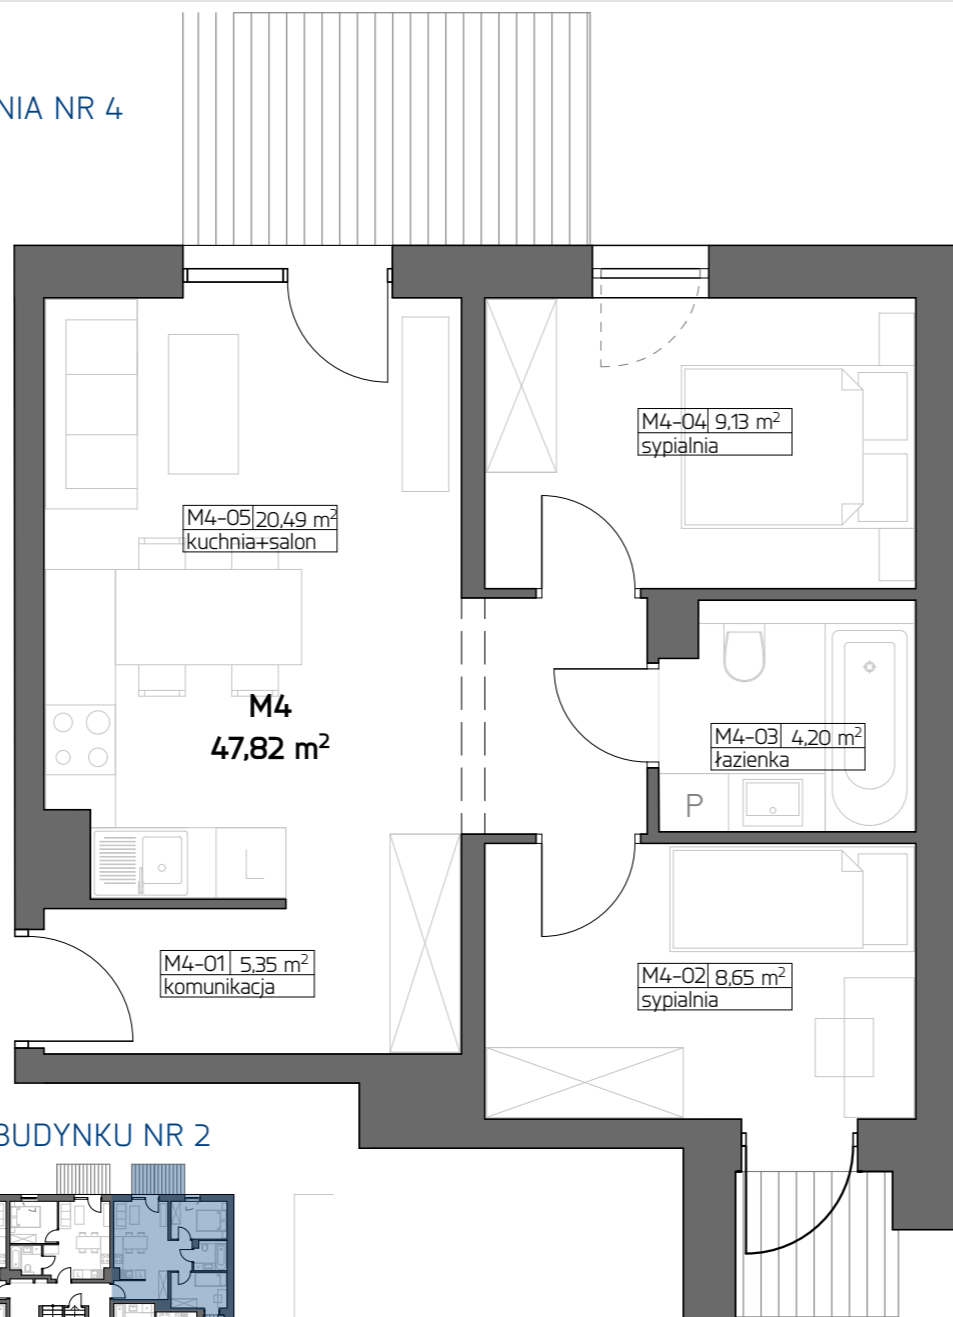 NIA NR 4
M4-04 9,13 m²
sypialnia
M4-05 20,49 m²
kuchnia+salon
M4
47,82 m²
M4-03 4,20 m²
łazienka
P
L
M4-01 5,35 m²
komunikacja
M4-02 8,65 m²
sypialnia
BUDYNKU NR 2